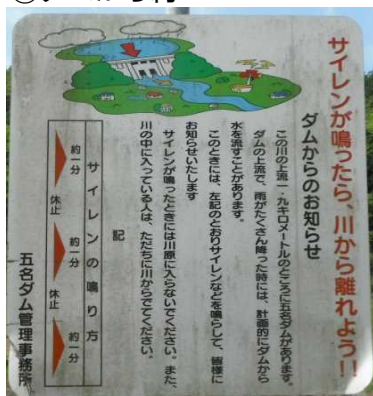 サイレンが鳴ったら、川から離れよう!!
ダムからのお知らせ
この川の上流一・九キロメートルのところに五名ダムがあります。
ダムの上流で、雨がたくさん降った時には、計画的にダムから
水を流すことがあります。
このときには、左記のとおりサイレンなどを鳴らして、皆様に
お知らせいたします
サイレンが鳴ったときには川原に入らないでください。また、
川の中に入っている人は、ただちに川からでてください。
記
サイレンの鳴り方
約一分
休止
約一分
休止
約一分
五名ダム管理事務所